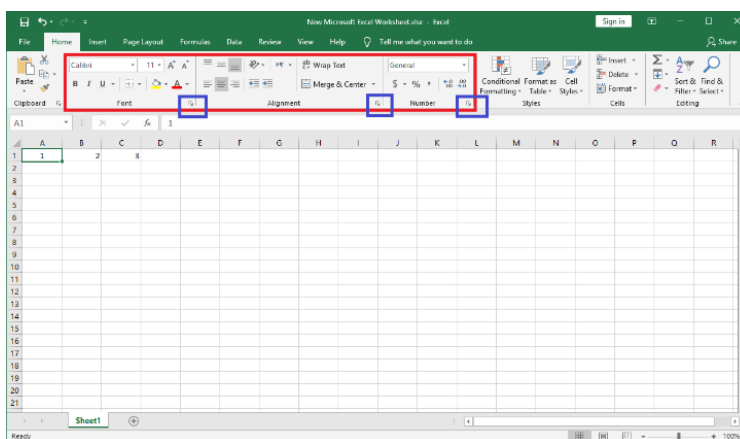 New Microsoft Excel Worksheet.xlsx - Excel
Sign in
File Home Insert Page Layout Formulas Data Review View Help Tell me what you want to do Share
Paste
Calibri 11 A A
Wrap Text
General
B I U A
Merge & Center
$ % ,
Conditional Formatting
Format as Table
Cell Styles
Insert
Delete
Format
Sort & Filter
Find & Select
Clipboard Font Alignment Number Styles Cells Editing
A1 fx 1
A B C D E F G H I J K L M N O P Q R
1 1 2 3
2
3
4
5
6
7
8
9
10
11
12
13
14
15
16
17
18
19
20
21
Sheet1
Ready 100%